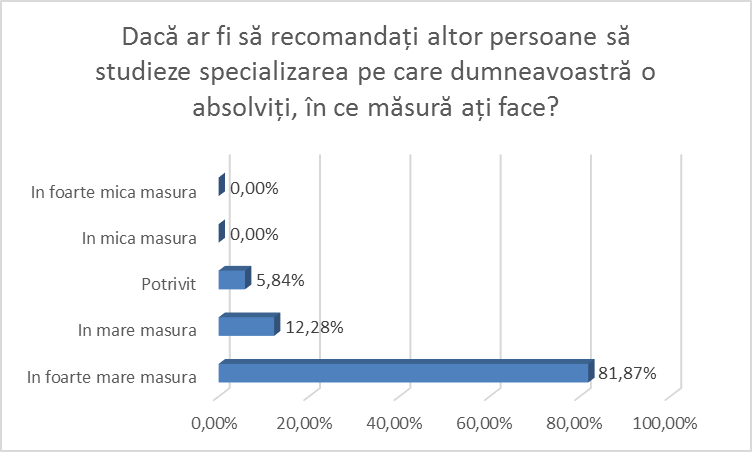 Dacă ar fi să recomandați altor persoane să
studieze specializarea pe care dumneavoastră o
absolviți, în ce măsură ați face?
In foarte mica masura
0,00%
In mica masura
0,00%
Potrivit
5,84%
In mare masura
12,28%
In foarte mare masura
81,87%
0,00% 20,00% 40,00% 60,00% 80,00% 100,00%